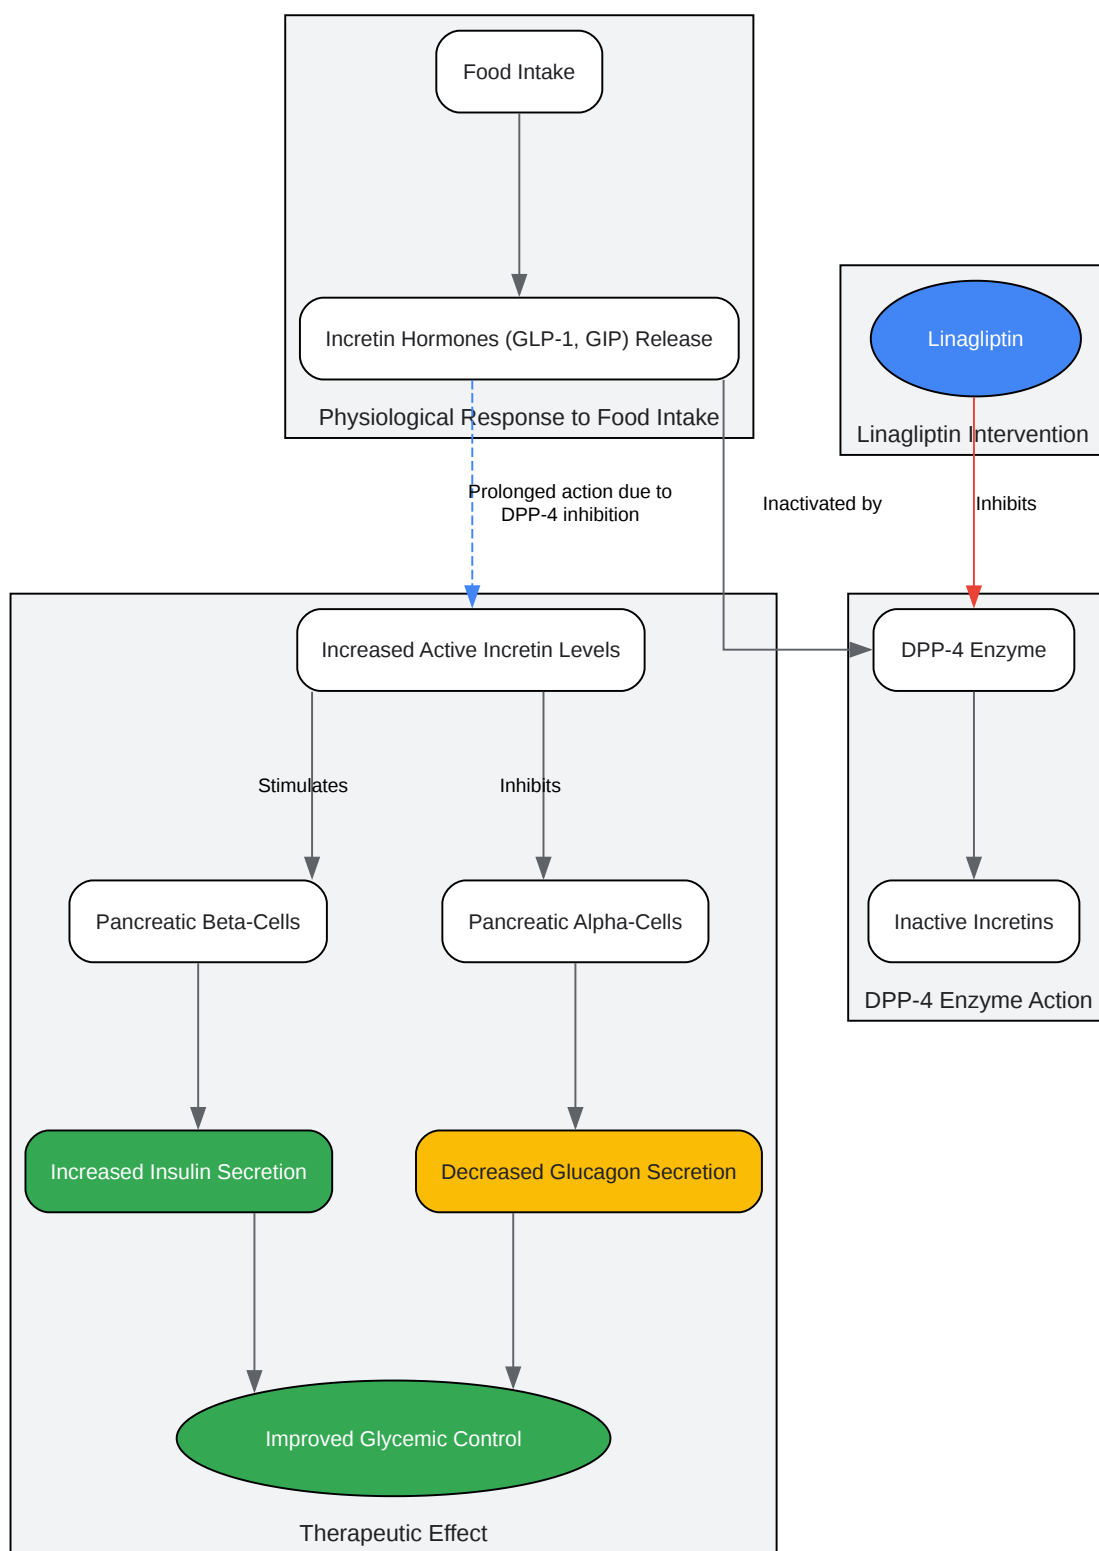 Food Intake
Incretin Hormones (GLP-1, GIP) Release
Physiological Response to Food Intake
Linagliptin
Linagliptin Intervention
Prolonged action due to
DPP-4 inhibition
Inactivated by
Inhibits
Increased Active Incretin Levels
DPP-4 Enzyme
Stimulates
Inhibits
Pancreatic Beta-Cells
Pancreatic Alpha-Cells
Inactive Incretins
DPP-4 Enzyme Action
Increased Insulin Secretion
Decreased Glucagon Secretion
Improved Glycemic Control
Therapeutic Effect